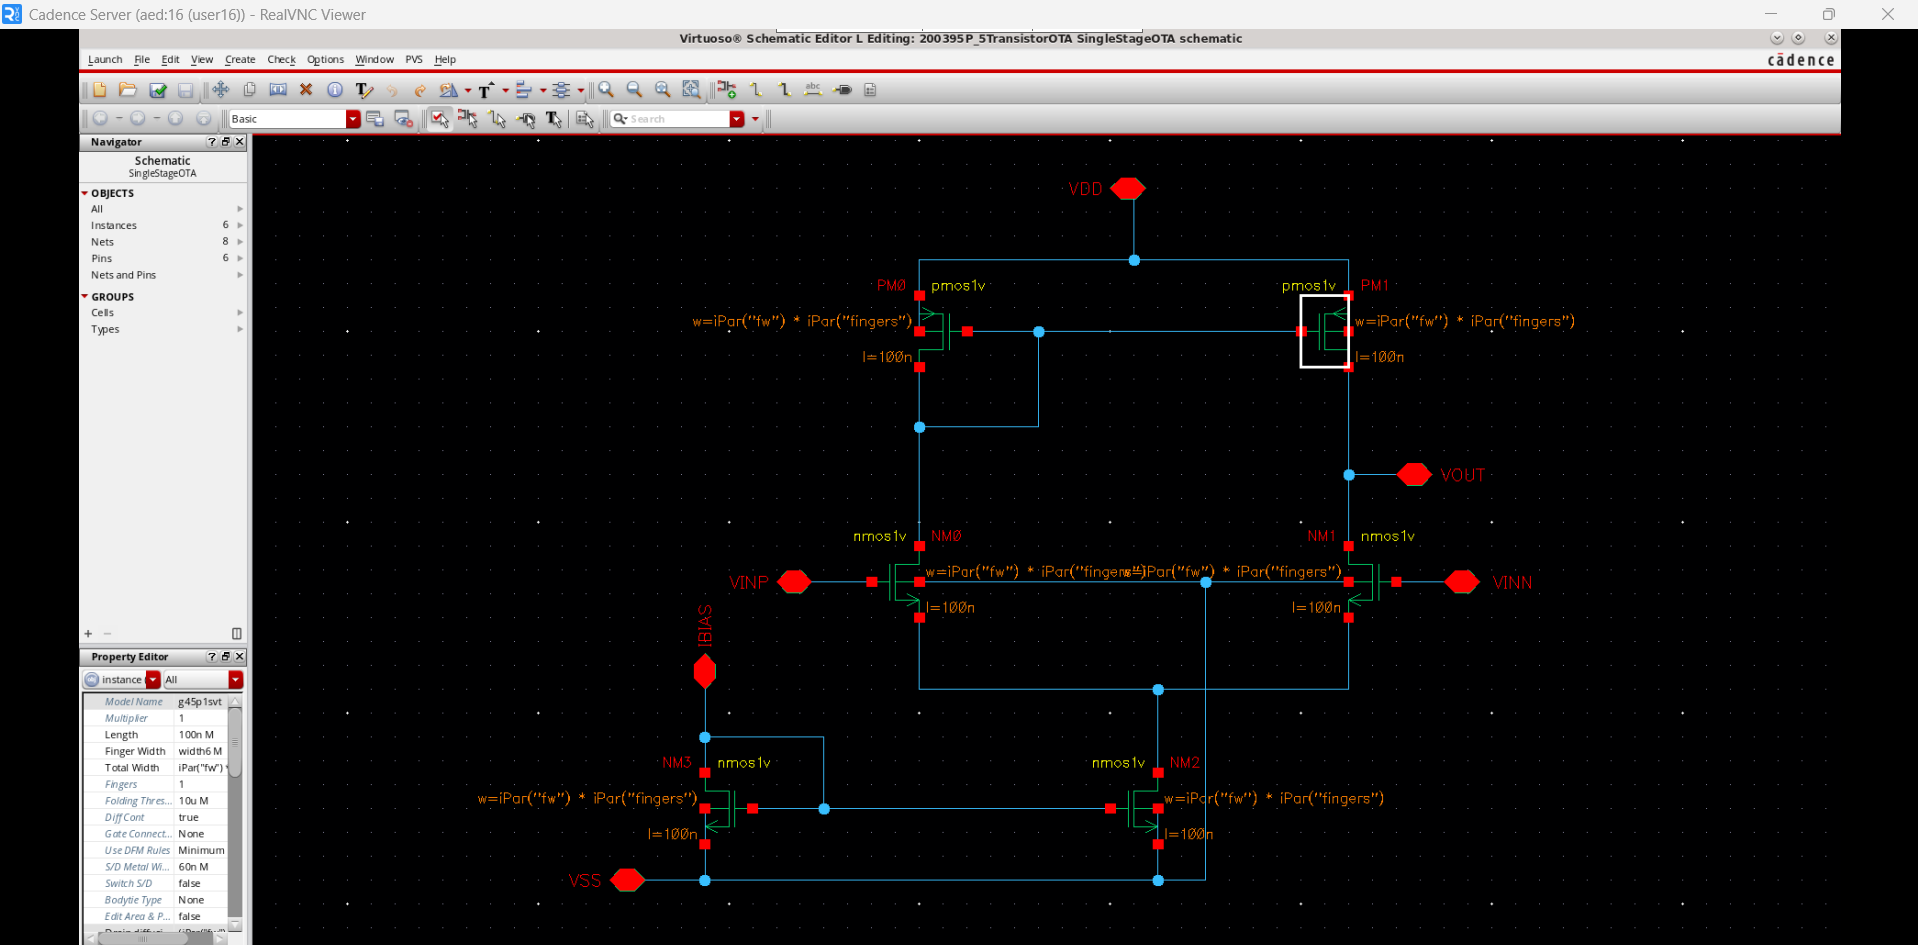 Cadence Server (aed:16 (user16)) - RealVNC Viewer
Virtuoso® Schematic Editor L Editing: 200395P_5TransistorOTA SingleStageOTA schematic
Launch File Edit View Create Check Options Window PVS Help
cādence
Basic
Search
Navigator
Schematic
SingleStageOTA
OBJECTS
All
Instances 6
Nets 8
Pins 6
Nets and Pins
GROUPS
Cells
Types
Property Editor
instance All
Model Name g45p1svt
Multiplier 1
Length 100n M
Finger Width width6 M
Total Width iPar("fw") *
Fingers 1
Folding Thres... 10u M
Diff Cont true
Gate Connect... None
Use DFM Rules Minimum
S/D Metal Wi... 60n M
Switch S/D false
Bodytie Type None
Edit Area & P... false
VDD
PM0 pmos1v
w=iPar("fw") * iPar("fingers")
l=100n
pmos1v PM1
w=iPar("fw") * iPar("fingers")
l=100n
VOUT
nmos1v NM0
VINP
w=iPar("fw") * iPar("fingers")
l=100n
NM1 nmos1v
w=iPar("fw") * iPar("fingers")
VINN
l=100n
IBIAS
NM3 nmos1v
w=iPar("fw") * iPar("fingers")
l=100n
nmos1v NM2
w=iPar("fw") * iPar("fingers")
l=100n
VSS